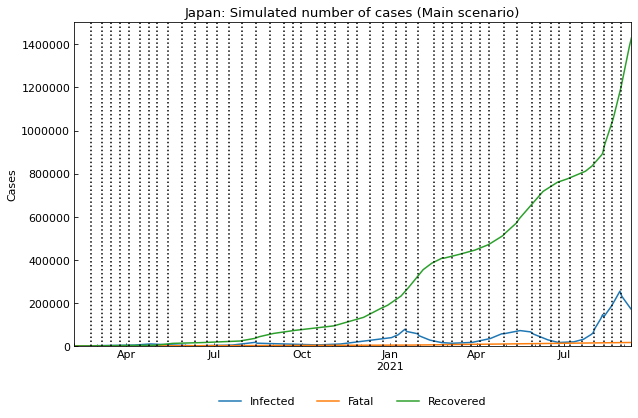 Japan: Simulated number of cases (Main scenario)
1400000
1200000
1000000
800000
600000
400000
200000
0
Cases
Apr Jul Oct Jan Apr Jul
2021
Infected Fatal Recovered